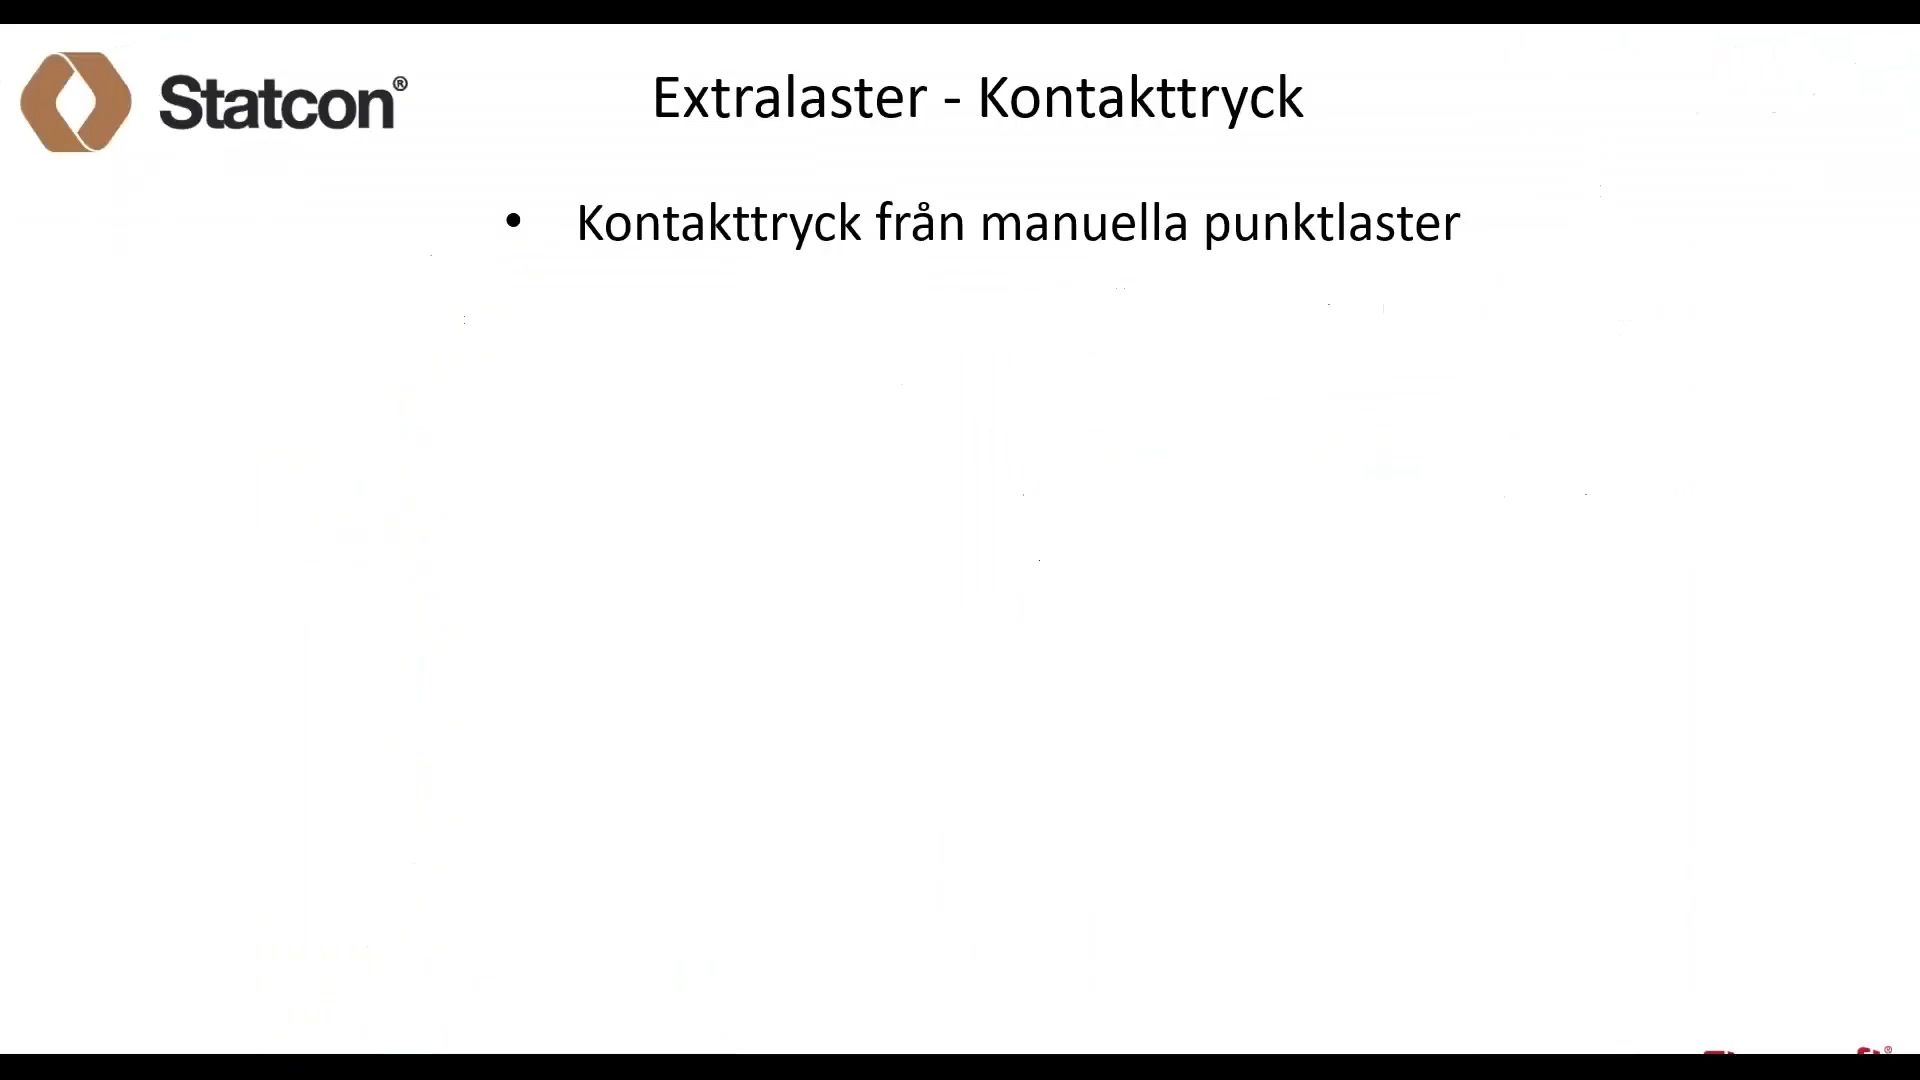 Statcon®
Extralaster - Kontakttryck
• Kontakttryck från manuella punktlaster